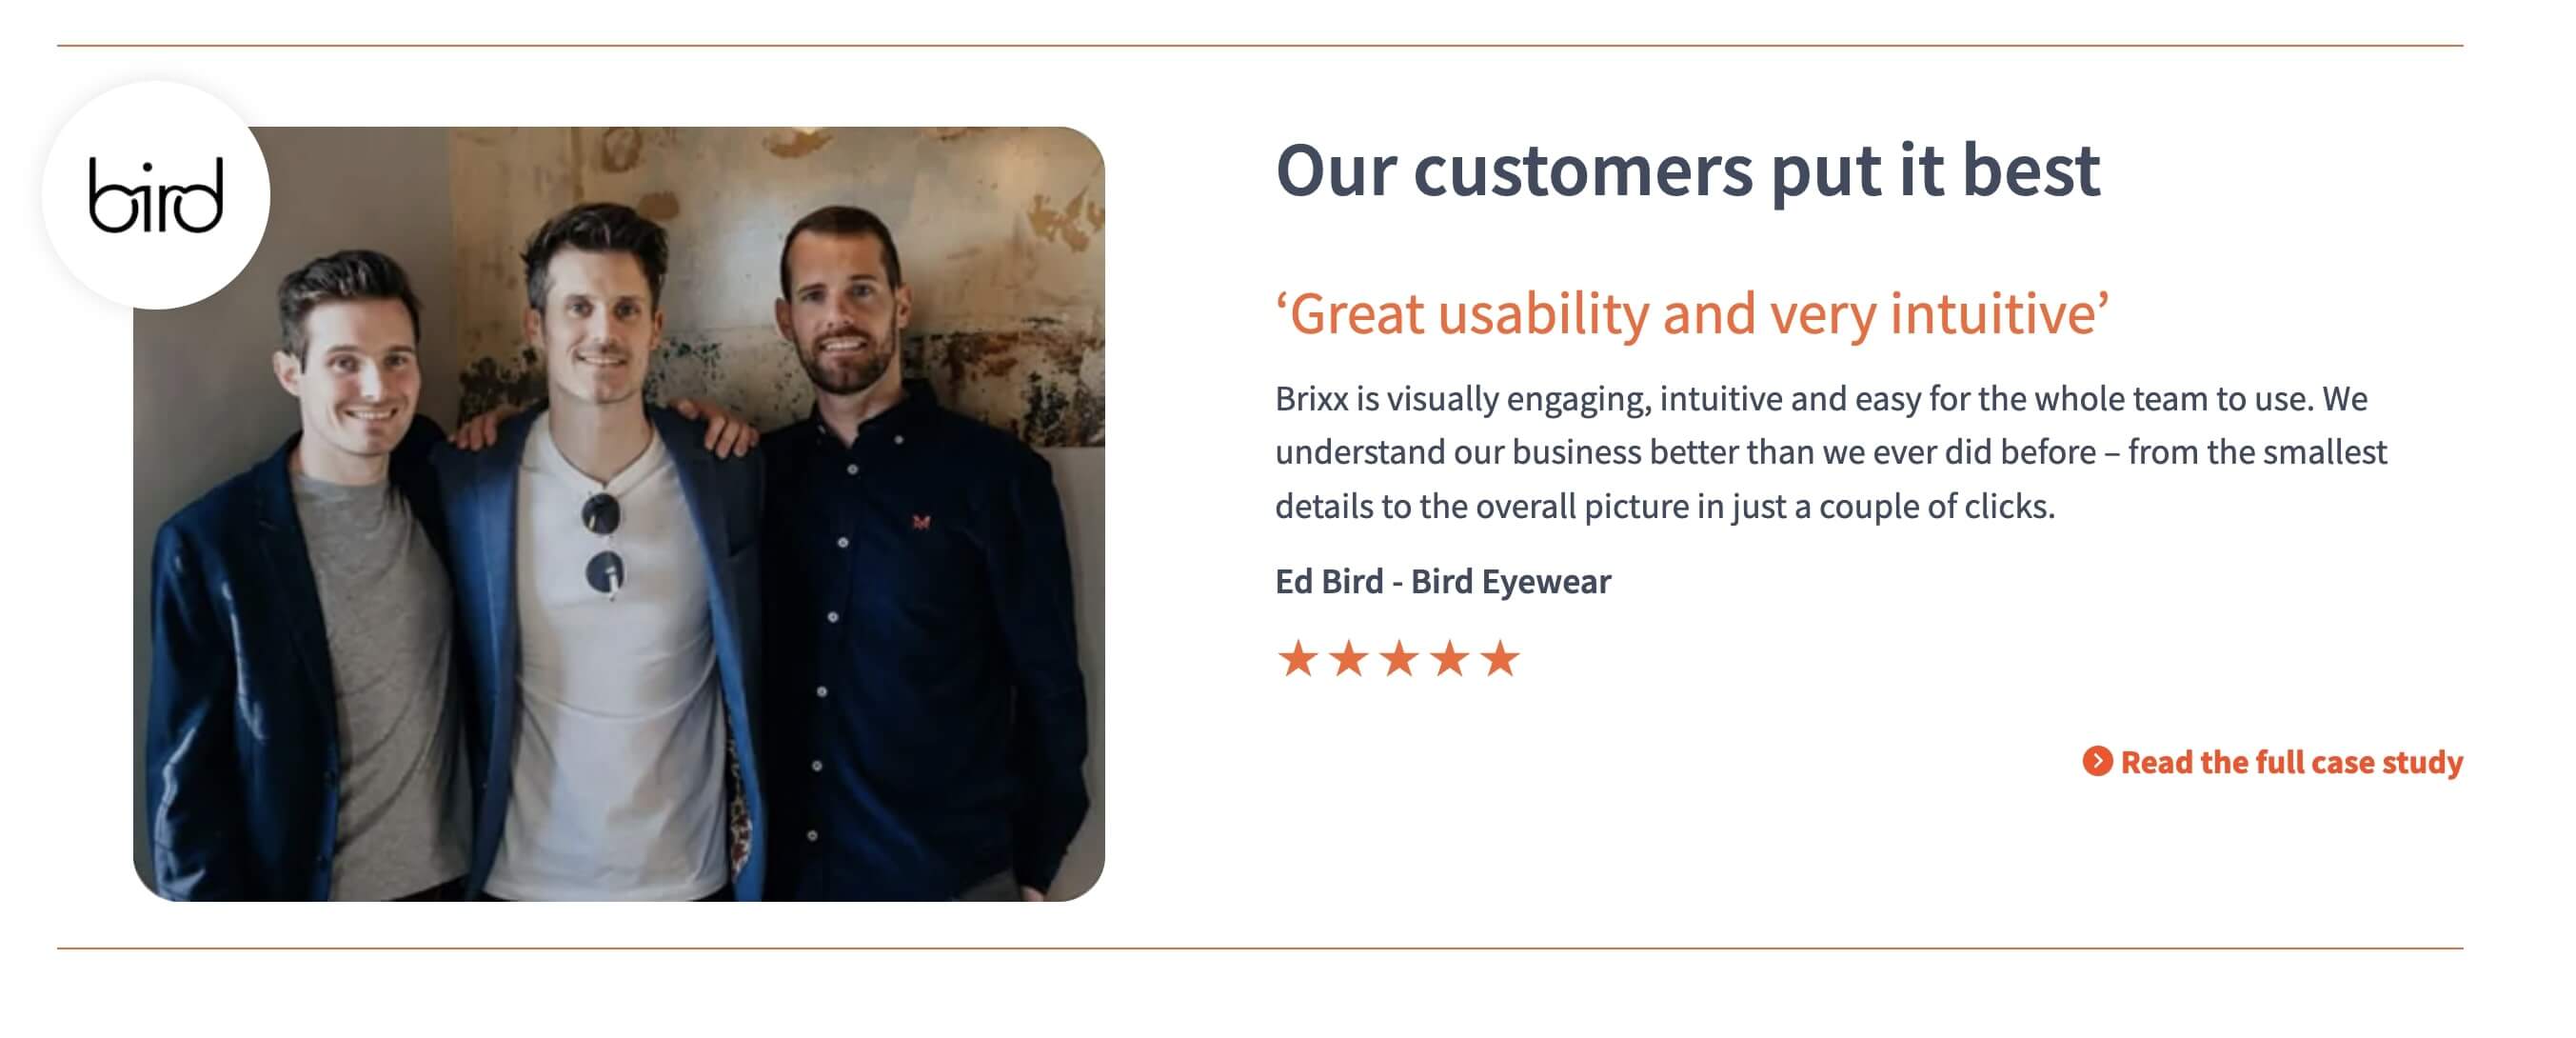 bird
Our customers put it best
‘Great usability and very intuitive’
Brixx is visually engaging, intuitive and easy for the whole team to use. We
understand our business better than we ever did before – from the smallest
details to the overall picture in just a couple of clicks.
Ed Bird - Bird Eyewear
Read the full case study